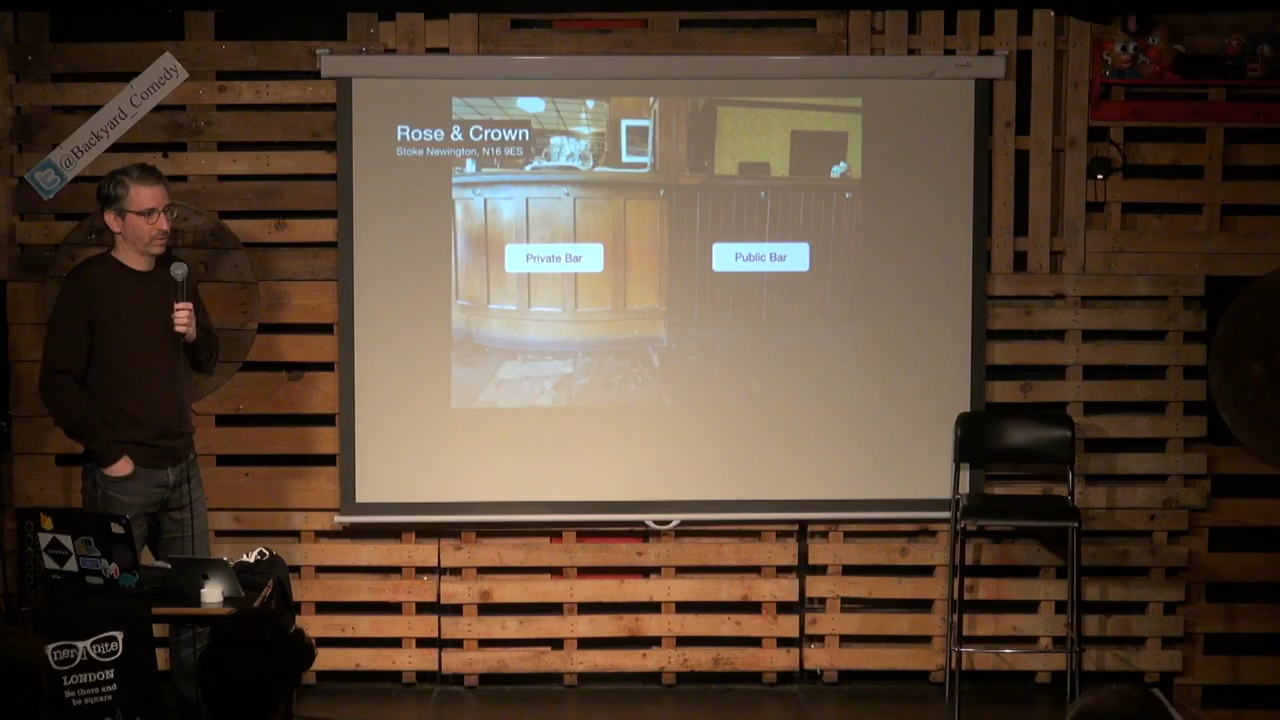 @Backyard_Comedy
Rose & Crown
Stoke Newington, N16 9ES
Private Bar
Public Bar
nerd nite
LONDON
Be there and
be square